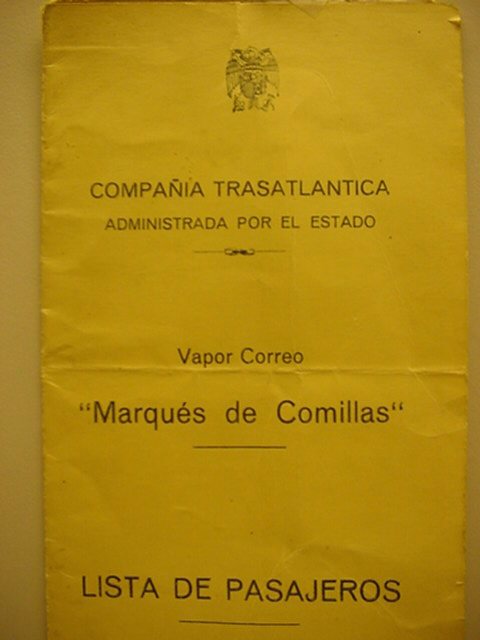 COMPAÑIA TRASATLANTICA
ADMINISTRADA POR EL ESTADO
Vapor Correo
"Marqués de Comillas"
LISTA DE PASAJEROS